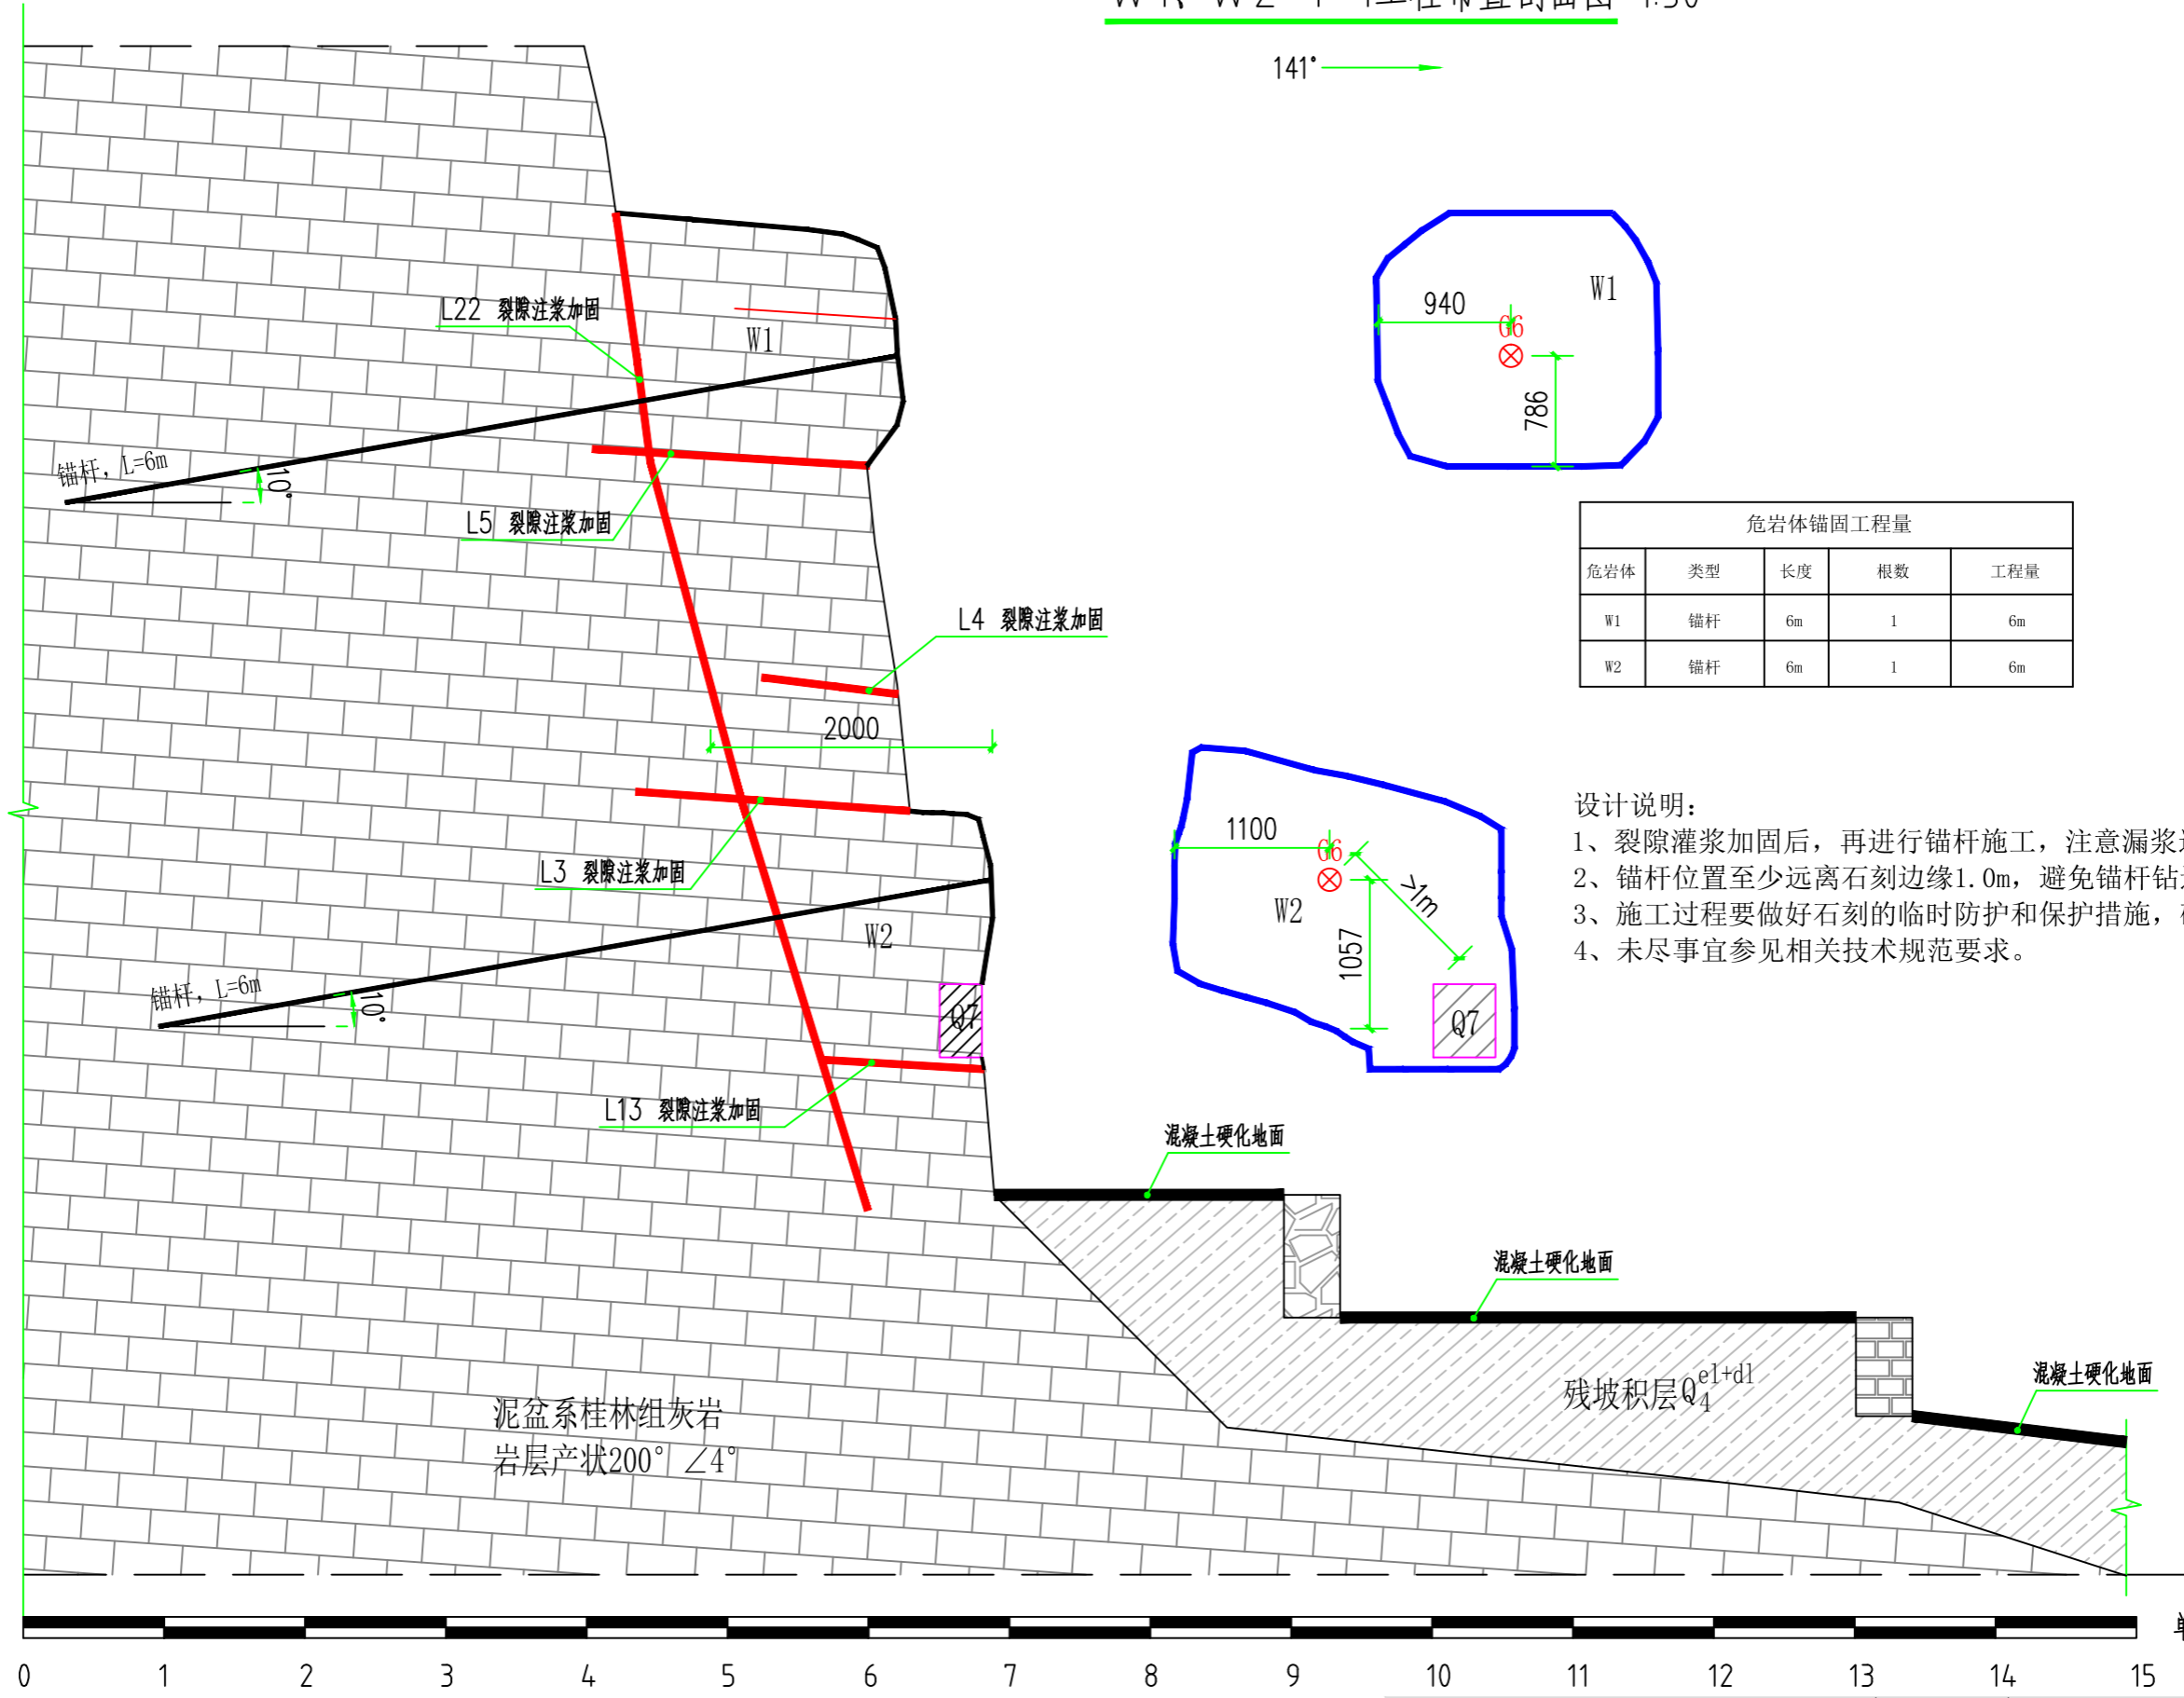 141°
L22 裂隙注浆加固
W1
锚杆, L=6m
10°
L5 裂隙注浆加固
L4 裂隙注浆加固
2000
L3 裂隙注浆加固
W2
锚杆, L=6m
10°
Q7
L13 裂隙注浆加固
940
W1
G6
786
危岩体锚固工程量
危岩体 类型 长度 根数 工程量
W1 锚杆 6m 1 6m
W2 锚杆 6m 1 6m
1100
G6
>1m
W2
1057
Q7
设计说明:
1、裂隙灌浆加固后, 再进行锚杆施工, 注意漏浆
2、锚杆位置至少远离石刻边缘1.0m, 避免锚杆钻
3、施工过程要做好石刻的临时防护和保护措施,
4、未尽事宜参见相关技术规范要求。
混凝土硬化地面
混凝土硬化地面
混凝土硬化地面
残坡积层Q4el+dl
泥盆系桂林组灰岩
岩层产状200° ∠4°
0 1 2 3 4 5 6 7 8 9 10 11 12 13 14 15